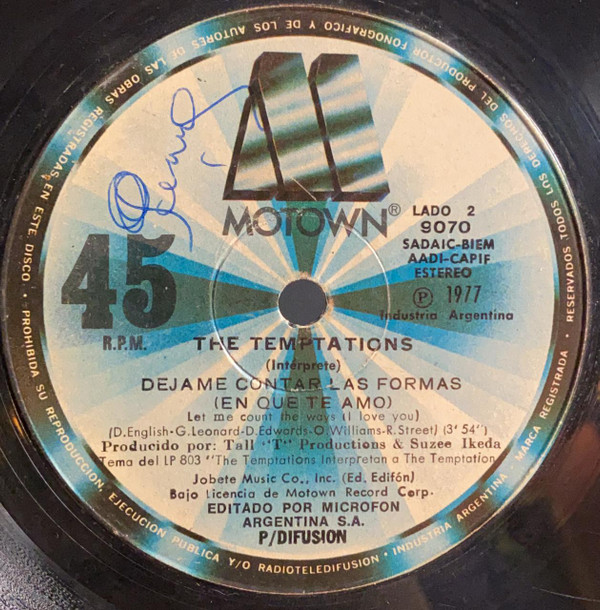 MOTOWN®
45
R.P.M.
LADO 2
9070
SADAIC-BIEM
AADI-CAPIF
ESTEREO
Ⓟ 1977
Industria Argentina
THE TEMPTATIONS
(Intérprete)
DEJAME CONTAR LAS FORMAS
(EN QUE TE AMO)
Let me count the ways (I love you)
(D.English-G.Leonard-D.Edwards-O.Williams-R.Street) (3' 54")
Producido por: Tall "T" Productions & Suzee Ikeda
Tema del LP 803 "The Temptations Interpretan a The Temptation
Jobete Music Co., Inc. (Ed. Edifón)
Bajo Licencia de Motown Record Corp.
EDITADO POR MICROFON
ARGENTINA S.A.
P/DIFUSION
INDUSTRIA ARGENTINA · MARCA REGISTRADA · RESERVADOS TODOS LOS DERECHOS DEL PRODUCTOR FONOGRAFICO Y DE LOS AUTORES DE LAS OBRAS REGISTRADAS EN ESTE DISCO · PROHIBIDA SU REPRODUCCION, EJECUCION PUBLICA Y/O RADIOTELEDIFUSION ·